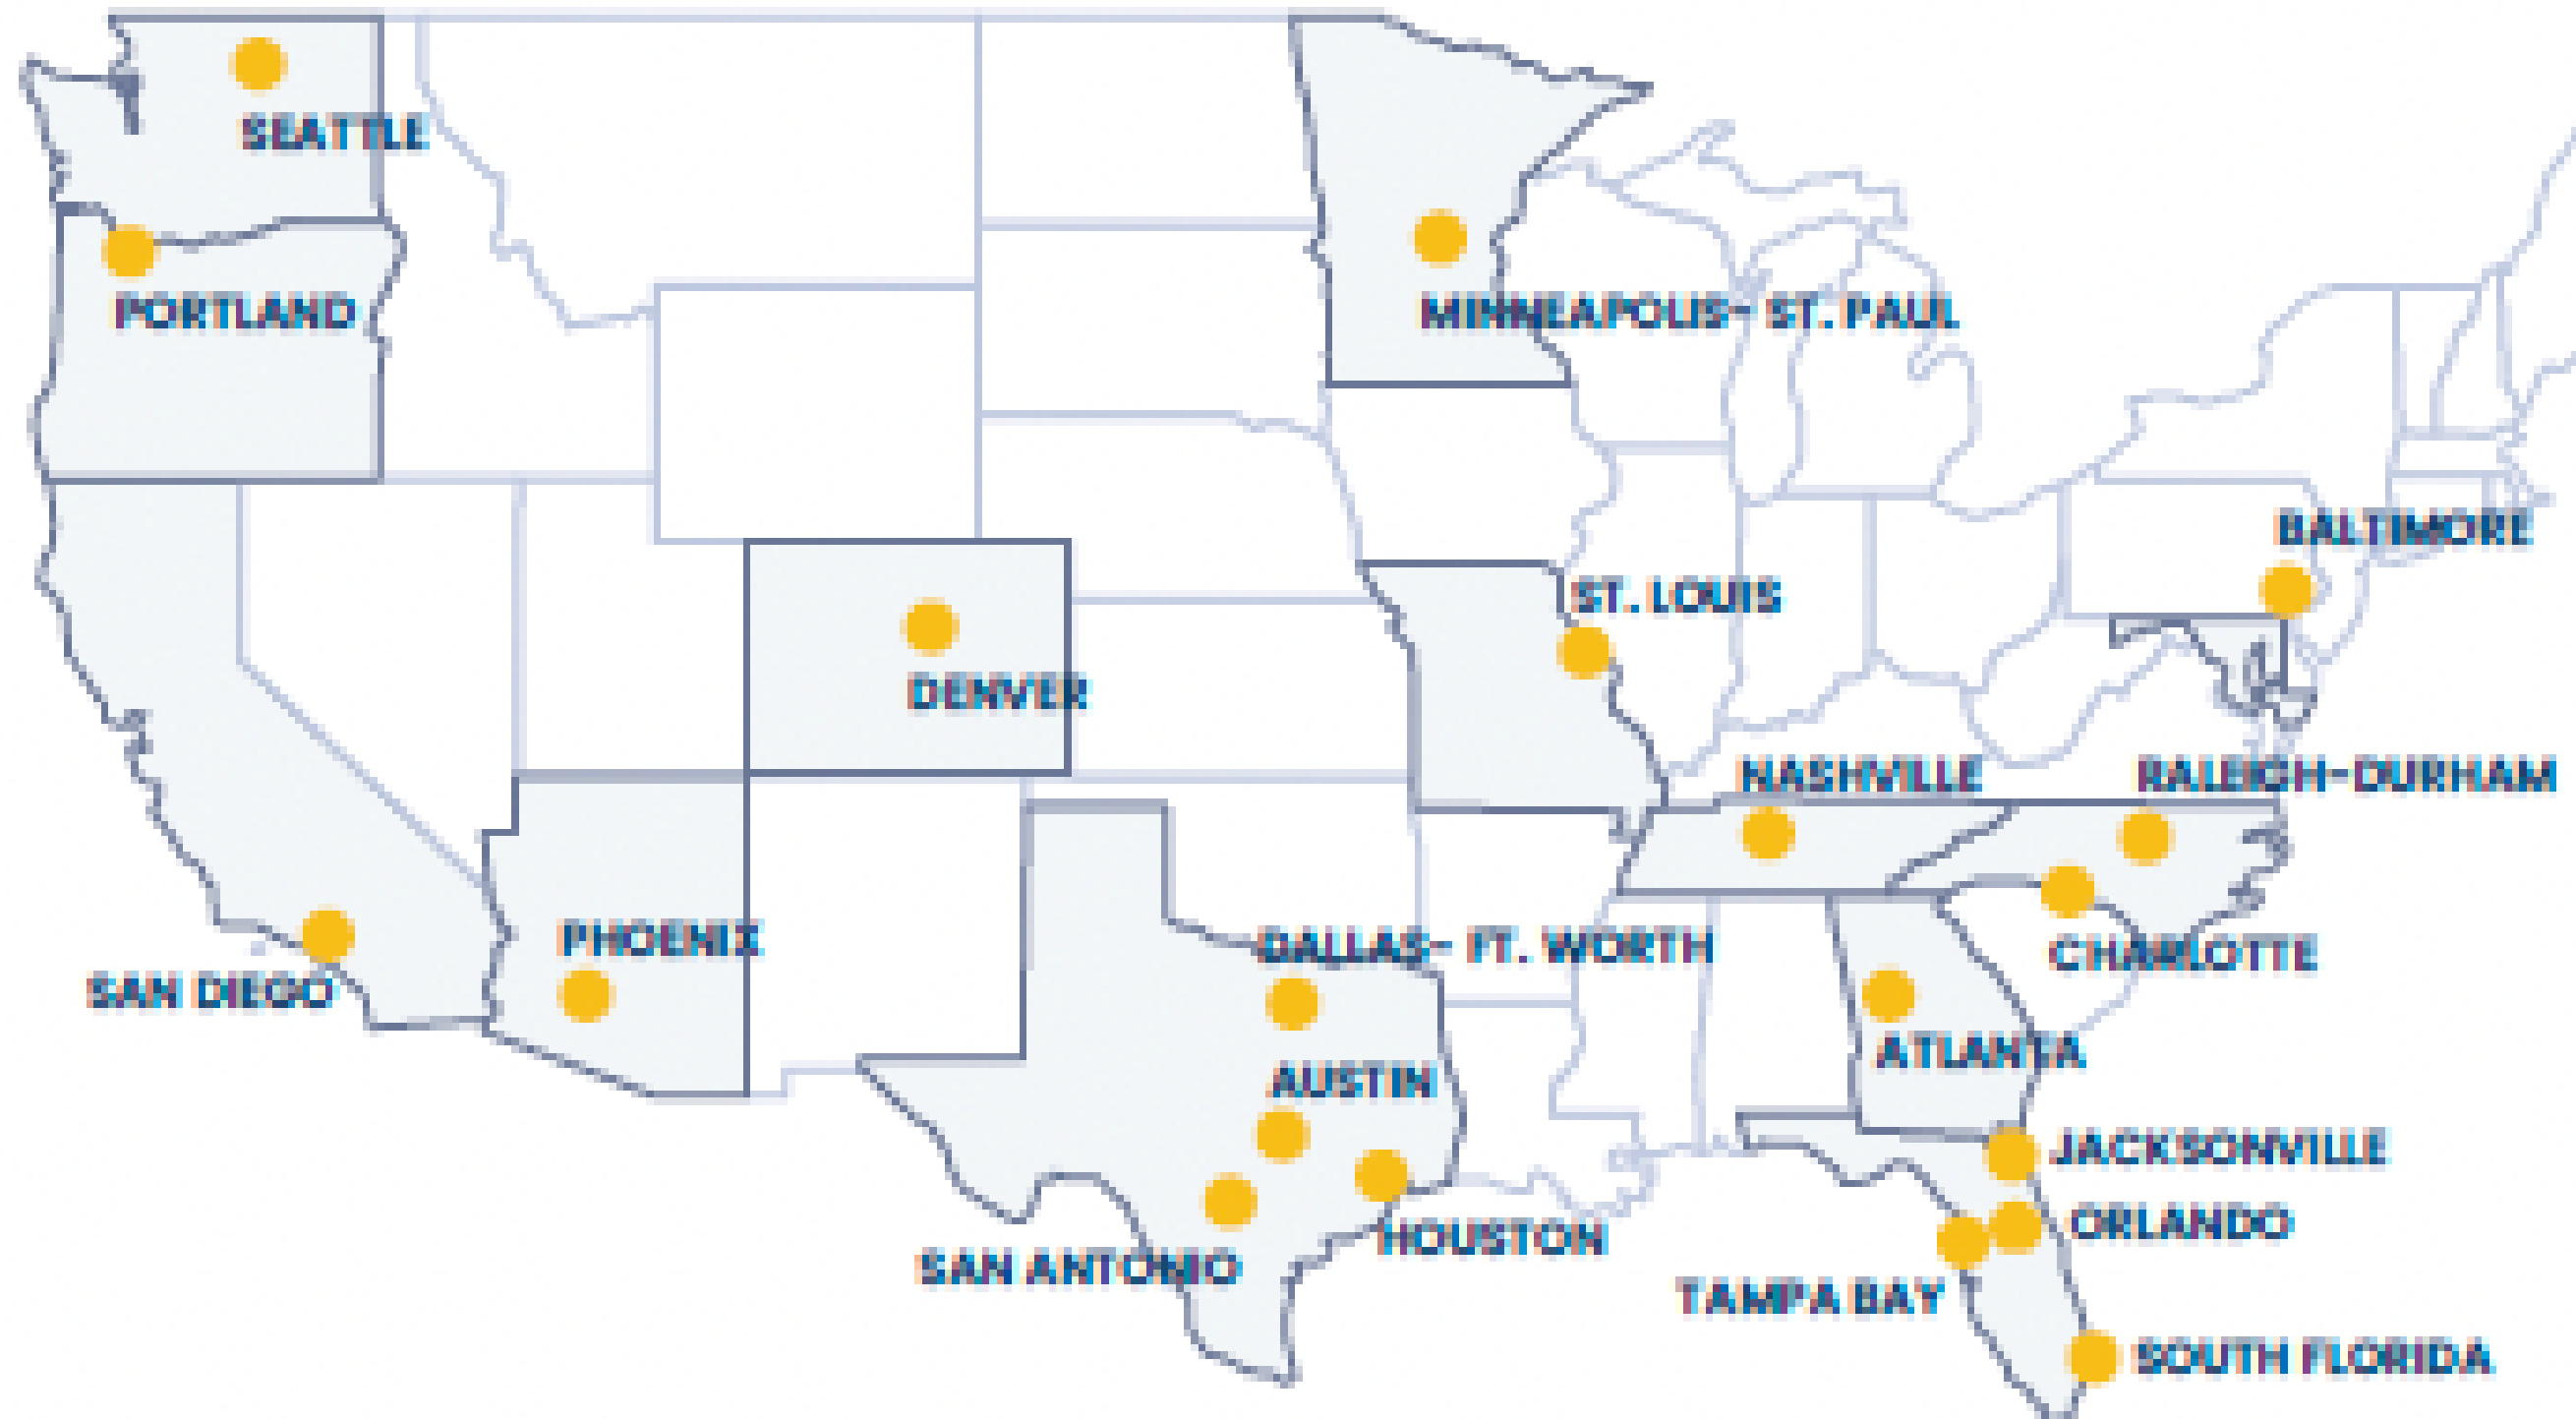 SEATTLE
PORTLAND
MINNEAPOLIS- ST. PAUL
BALTIMORE
ST. LOUIS
DENVER
NASHVILLE
RALEIGH-DURHAM
PHOENIX
DALLAS- FT. WORTH
CHARLOTTE
SAN DIEGO
ATLANTA
AUSTIN
JACKSONVILLE
ORLANDO
HOUSTON
SAN ANTONIO
TAMPA BAY
SOUTH FLORIDA